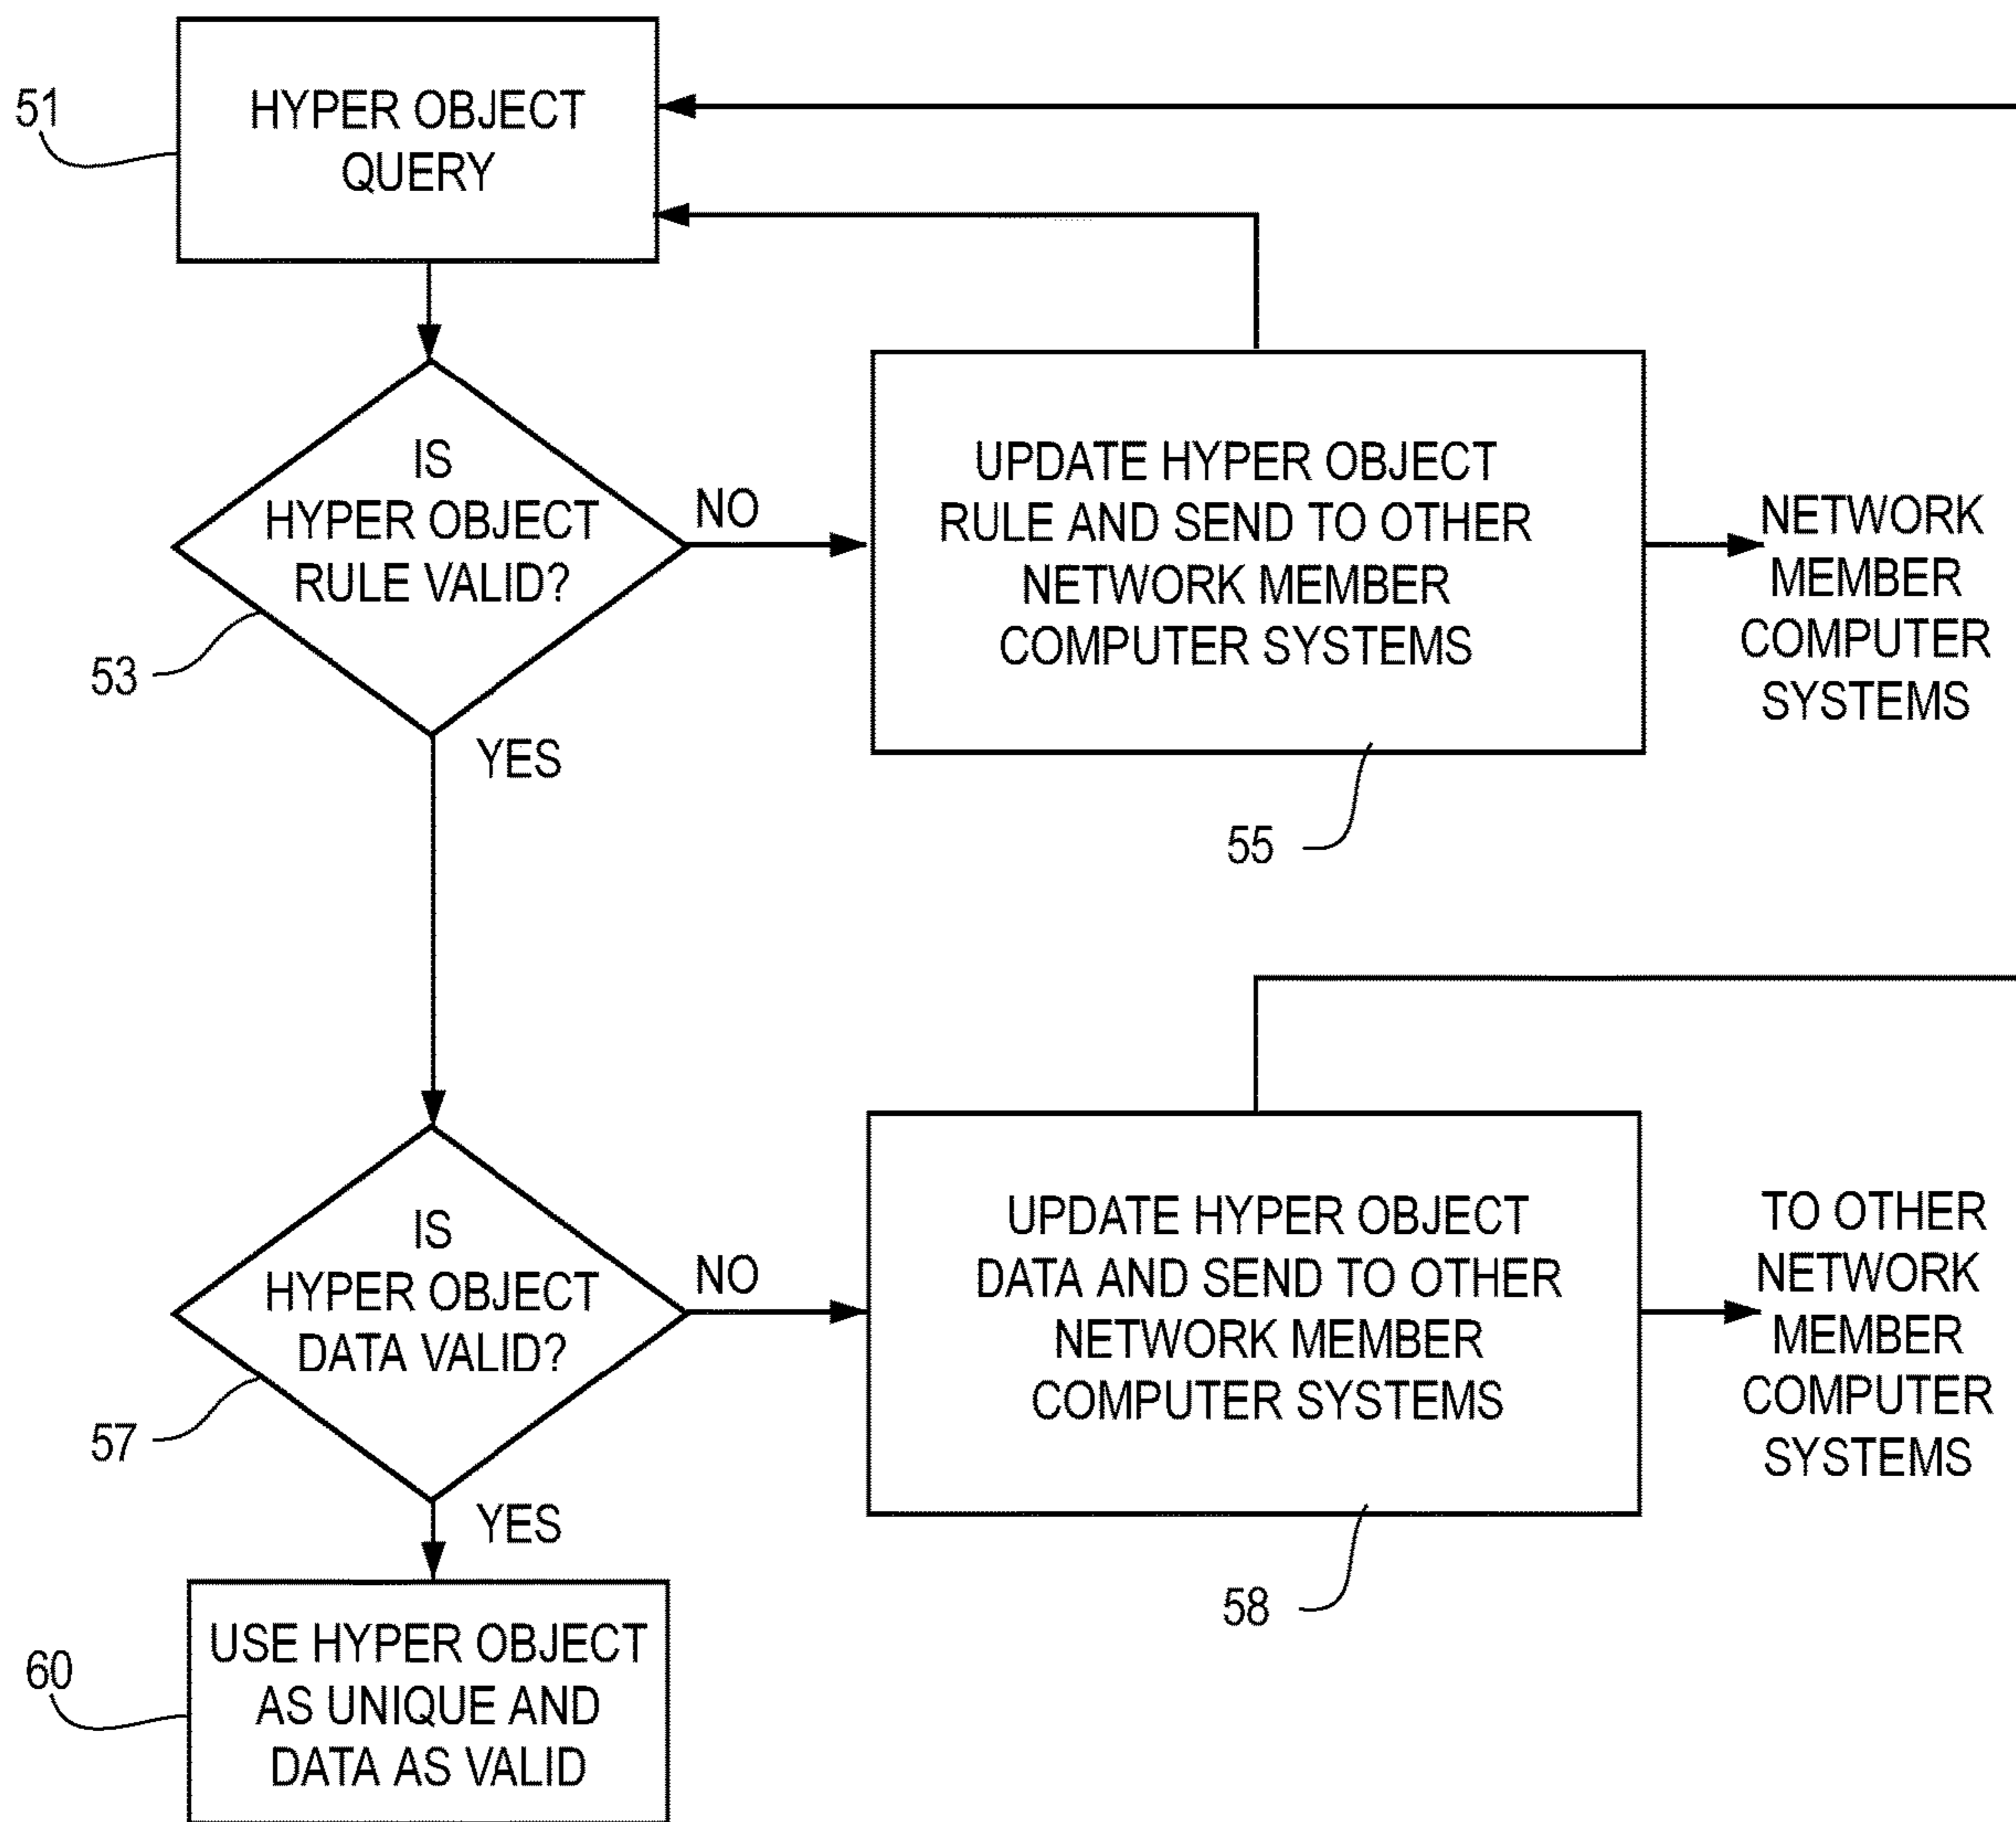 51
HYPER OBJECT
QUERY
IS
HYPER OBJECT
RULE VALID?
53
NO
YES
UPDATE HYPER OBJECT
RULE AND SEND TO OTHER
NETWORK MEMBER
COMPUTER SYSTEMS
55
NETWORK
MEMBER
COMPUTER
SYSTEMS
IS
HYPER OBJECT
DATA VALID?
57
NO
YES
UPDATE HYPER OBJECT
DATA AND SEND TO OTHER
NETWORK MEMBER
COMPUTER SYSTEMS
58
TO OTHER
NETWORK
MEMBER
COMPUTER
SYSTEMS
60
USE HYPER OBJECT
AS UNIQUE AND
DATA AS VALID